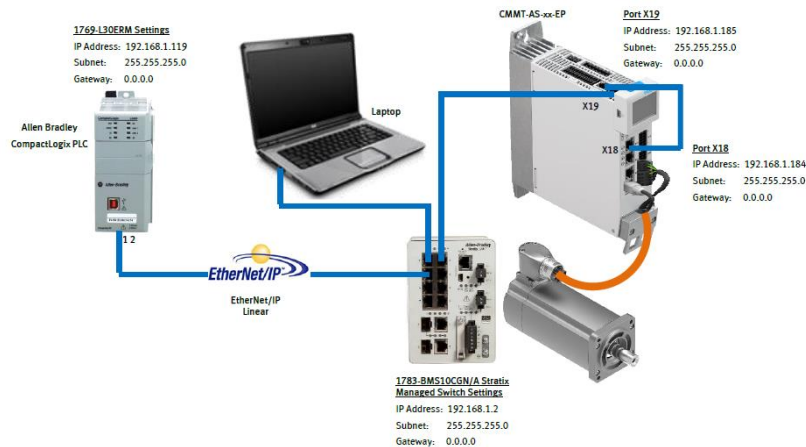 1769-L30ERM Settings
IP Address: 192.168.1.119
Subnet: 255.255.255.0
Gateway: 0.0.0.0
Allen Bradley
CompactLogix PLC
1 2
Laptop
CMMT-AS-xx-EP
Port X19
IP Address: 192.168.1.185
Subnet: 255.255.255.0
Gateway: 0.0.0.0
X19
X18
Port X18
IP Address: 192.168.1.184
Subnet: 255.255.255.0
Gateway: 0.0.0.0
EtherNet/IP
EtherNet/IP
Linear
Allen-Bradley
1783-BMS10CGN/A Stratix
Managed Switch Settings
IP Address: 192.168.1.2
Subnet: 255.255.255.0
Gateway: 0.0.0.0